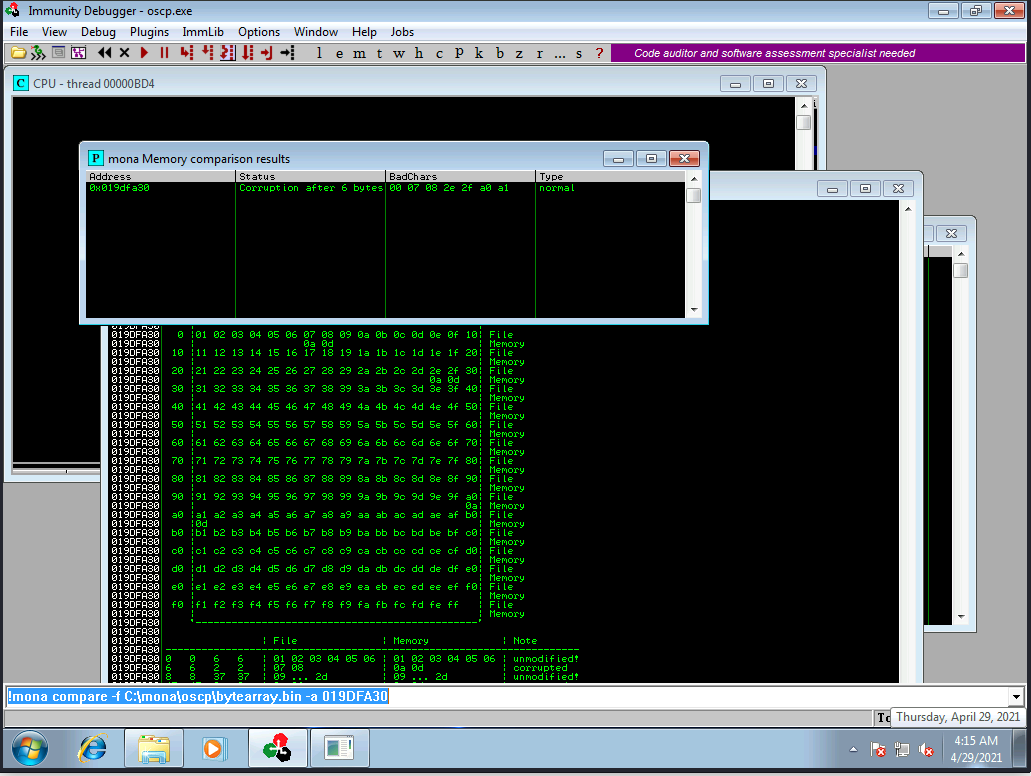 Immunity Debugger - oscp.exe
File View Debug Plugins ImmLib Options Window Help Jobs
l e m t w h c P k b z r ... s ?
Code auditor and software assessment specialist needed
CPU - thread 00000BD4
mona Memory comparison results
Address Status BadChars Type
0x019dfa30 Corruption after 6 bytes 00 07 08 2e 2f a0 a1 normal
019DFA30 0 01 02 03 04 05 06 07 08 09 0a 0b 0c 0d 0e 0f 10 File
019DFA30 0a 0d Memory
019DFA30 10 11 12 13 14 15 16 17 18 19 1a 1b 1c 1d 1e 1f 20 File
019DFA30 Memory
019DFA30 20 21 22 23 24 25 26 27 28 29 2a 2b 2c 2d 2e 2f 30 File
019DFA30 0a 0d Memory
019DFA30 30 31 32 33 34 35 36 37 38 39 3a 3b 3c 3d 3e 3f 40 File
019DFA30 Memory
019DFA30 40 41 42 43 44 45 46 47 48 49 4a 4b 4c 4d 4e 4f 50 File
019DFA30 Memory
019DFA30 50 51 52 53 54 55 56 57 58 59 5a 5b 5c 5d 5e 5f 60 File
019DFA30 Memory
019DFA30 60 61 62 63 64 65 66 67 68 69 6a 6b 6c 6d 6e 6f 70 File
019DFA30 Memory
019DFA30 70 71 72 73 74 75 76 77 78 79 7a 7b 7c 7d 7e 7f 80 File
019DFA30 Memory
019DFA30 80 81 82 83 84 85 86 87 88 89 8a 8b 8c 8d 8e 8f 90 File
019DFA30 Memory
019DFA30 90 91 92 93 94 95 96 97 98 99 9a 9b 9c 9d 9e 9f a0 File
019DFA30 0a Memory
019DFA30 a0 a1 a2 a3 a4 a5 a6 a7 a8 a9 aa ab ac ad ae af b0 File
019DFA30 0d Memory
019DFA30 b0 b1 b2 b3 b4 b5 b6 b7 b8 b9 ba bb bc bd be bf c0 File
019DFA30 Memory
019DFA30 c0 c1 c2 c3 c4 c5 c6 c7 c8 c9 ca cb cc cd ce cf d0 File
019DFA30 Memory
019DFA30 d0 d1 d2 d3 d4 d5 d6 d7 d8 d9 da db dc dd de df e0 File
019DFA30 Memory
019DFA30 e0 e1 e2 e3 e4 e5 e6 e7 e8 e9 ea eb ec ed ee ef f0 File
019DFA30 Memory
019DFA30 f0 f1 f2 f3 f4 f5 f6 f7 f8 f9 fa fb fc fd fe ff File
019DFA30 Memory
019DFA30
019DFA30
019DFA30 | File | Memory | Note
019DFA30
019DFA30 0 0 6 6 | 01 02 03 04 05 06 | 01 02 03 04 05 06 | unmodified!
019DFA30 6 6 2 2 | 07 08 | 0a 0d | corrupted
019DFA30 8 8 37 37 | 09 ... 2d | 09 ... 2d | unmodified!
!mona compare -f C:\mona\oscp\bytearray.bin -a 019DFA30
Thursday, April 29, 2021
4:15 AM
4/29/2021